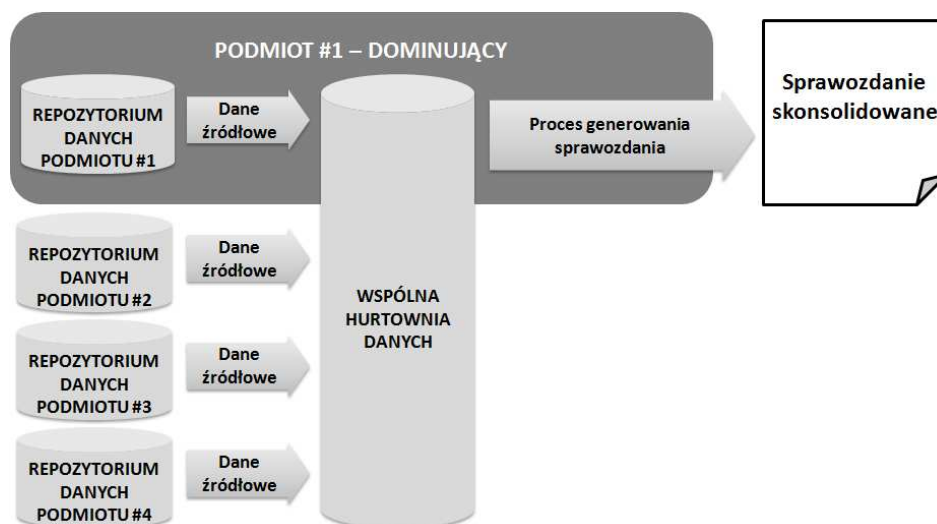 PODMIOT #1 – DOMINUJĄCY
REPOZYTORIUM
DANYCH
PODMIOTU #1
Dane
źródłowe
Proces generowania
sprawozdania
Sprawozdanie
skonsolidowane
REPOZYTORIUM
DANYCH
PODMIOTU #2
Dane
źródłowe
WSPÓLNA
HURTOWNIA
DANYCH
REPOZYTORIUM
DANYCH
PODMIOTU #3
Dane
źródłowe
REPOZYTORIUM
DANYCH
PODMIOTU #4
Dane
źródłowe